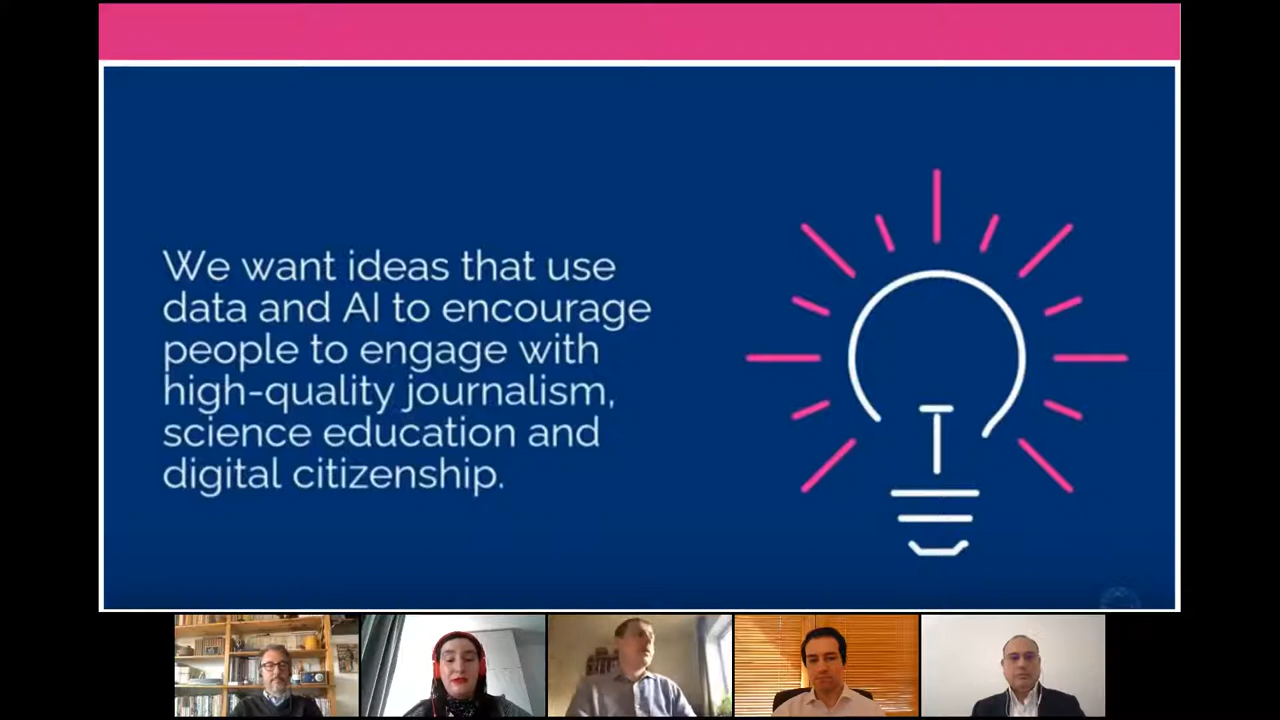 We want ideas that use
data and AI to encourage
people to engage with
high-quality journalism,
science education and
digital citizenship.